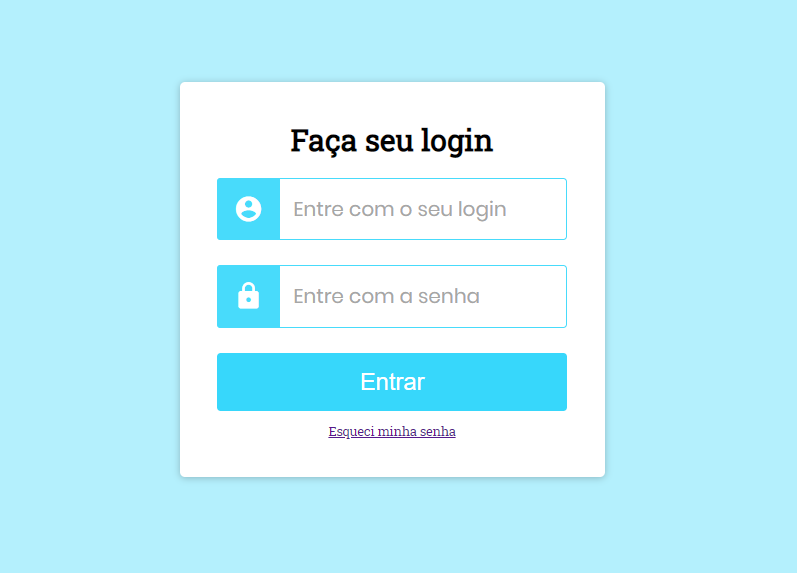 Faça seu login
Entre com o seu login
Entre com a senha
Entrar
Esqueci minha senha